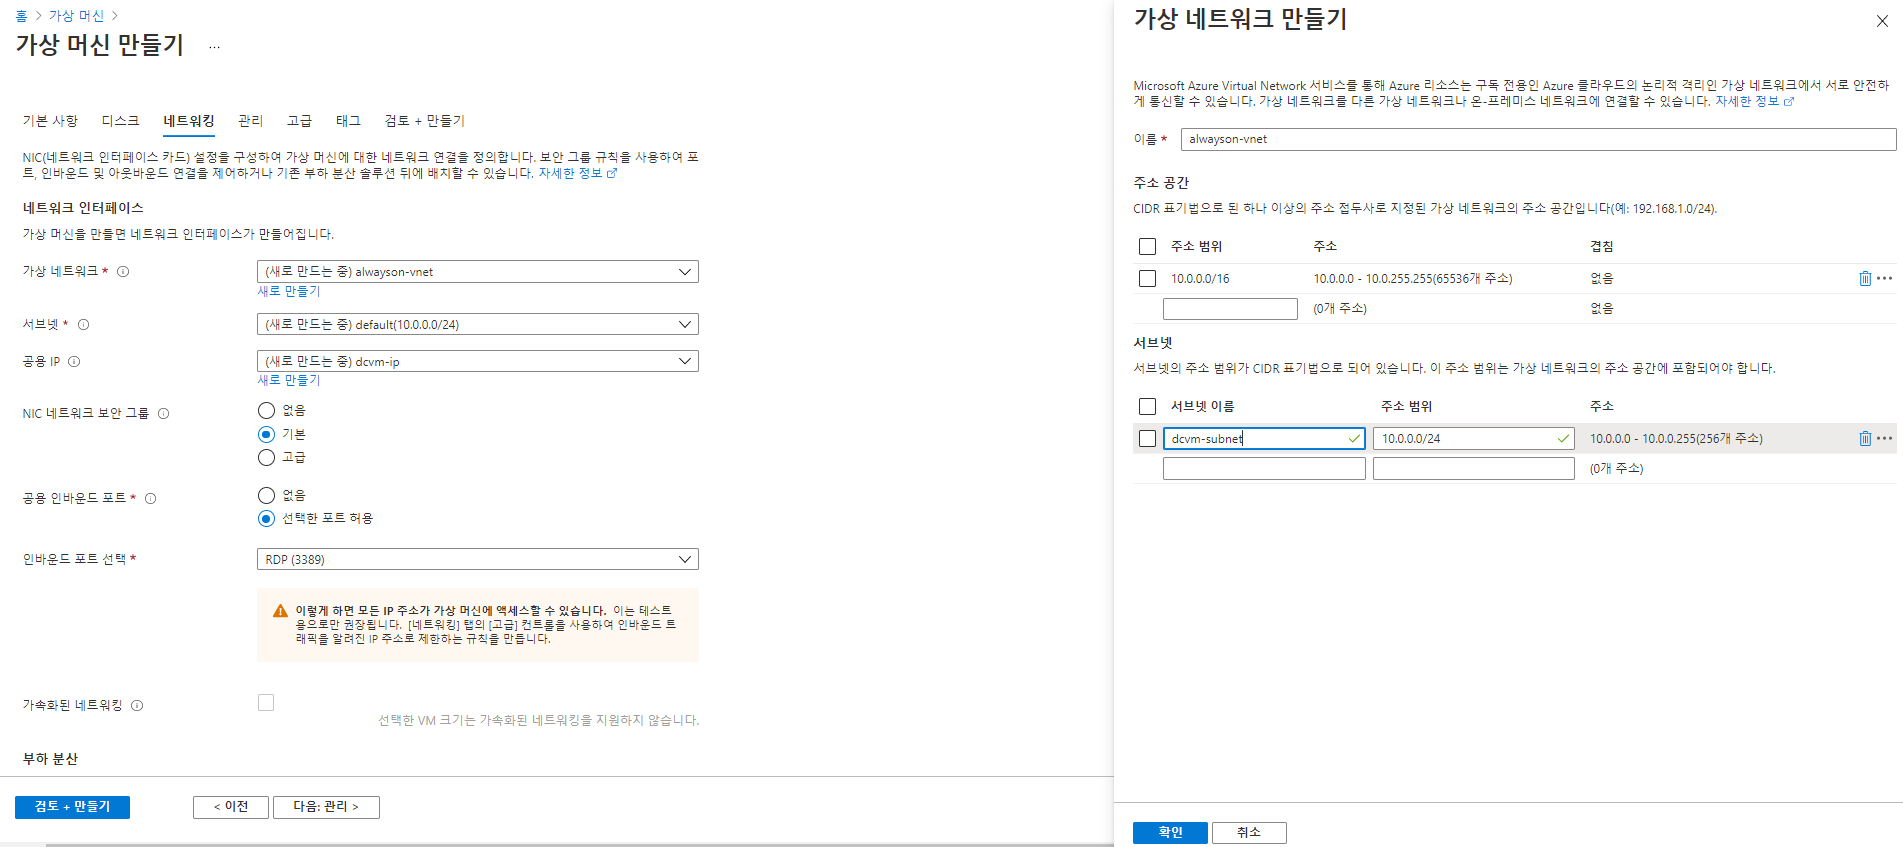 홈 > 가상 머신 >
가상 머신 만들기 ...
기본 사항 디스크 네트워킹 관리 고급 태그 검토 + 만들기
NIC(네트워크 인터페이스 카드) 설정을 구성하여 가상 머신에 대한 네트워크 연결을 정의합니다. 보안 그룹 규칙을 사용하여 포
트, 인바운드 및 아웃바운드 연결을 제어하거나 기존 부하 분산 솔루션 뒤에 배치할 수 있습니다. 자세한 정보
네트워크 인터페이스
가상 머신을 만들면 네트워크 인터페이스가 만들어집니다.
가상 네트워크 * (새로 만드는 중) alwayson-vnet
새로 만들기
서브넷 * (새로 만드는 중) default(10.0.0.0/24)
공용 IP (새로 만드는 중) dcvm-ip
새로 만들기
NIC 네트워크 보안 그룹 없음
기본
고급
공용 인바운드 포트 * 없음
선택한 포트 허용
인바운드 포트 선택 * RDP (3389)
이렇게 하면 모든 IP 주소가 가상 머신에 액세스할 수 있습니다. 이는 테스트
용으로만 권장됩니다. [네트워킹] 탭의 [고급] 컨트롤을 사용하여 인바운드 트
래픽을 알려진 IP 주소로 제한하는 규칙을 만듭니다.
가속화된 네트워킹
선택한 VM 크기는 가속화된 네트워킹을 지원하지 않습니다.
부하 분산
검토 + 만들기 < 이전 다음: 관리 >
가상 네트워크 만들기
Microsoft Azure Virtual Network 서비스를 통해 Azure 리소스는 구독 전용인 Azure 클라우드의 논리적 격리인 가상 네트워크에서 서로 안전하
게 통신할 수 있습니다. 가상 네트워크를 다른 가상 네트워크나 온-프레미스 네트워크에 연결할 수 있습니다. 자세한 정보
이름 * alwayson-vnet
주소 공간
CIDR 표기법으로 된 하나 이상의 주소 접두사로 지정된 가상 네트워크의 주소 공간입니다(예: 192.168.1.0/24).
주소 범위 주소 겹침
10.0.0.0/16 10.0.0.0 - 10.0.255.255(65536개 주소) 없음
(0개 주소) 없음
서브넷
서브넷의 주소 범위가 CIDR 표기법으로 되어 있습니다. 이 주소 범위는 가상 네트워크의 주소 공간에 포함되어야 합니다.
서브넷 이름 주소 범위 주소
dcvm-subnet 10.0.0.0/24 10.0.0.0 - 10.0.0.255(256개 주소)
(0개 주소)
확인 취소